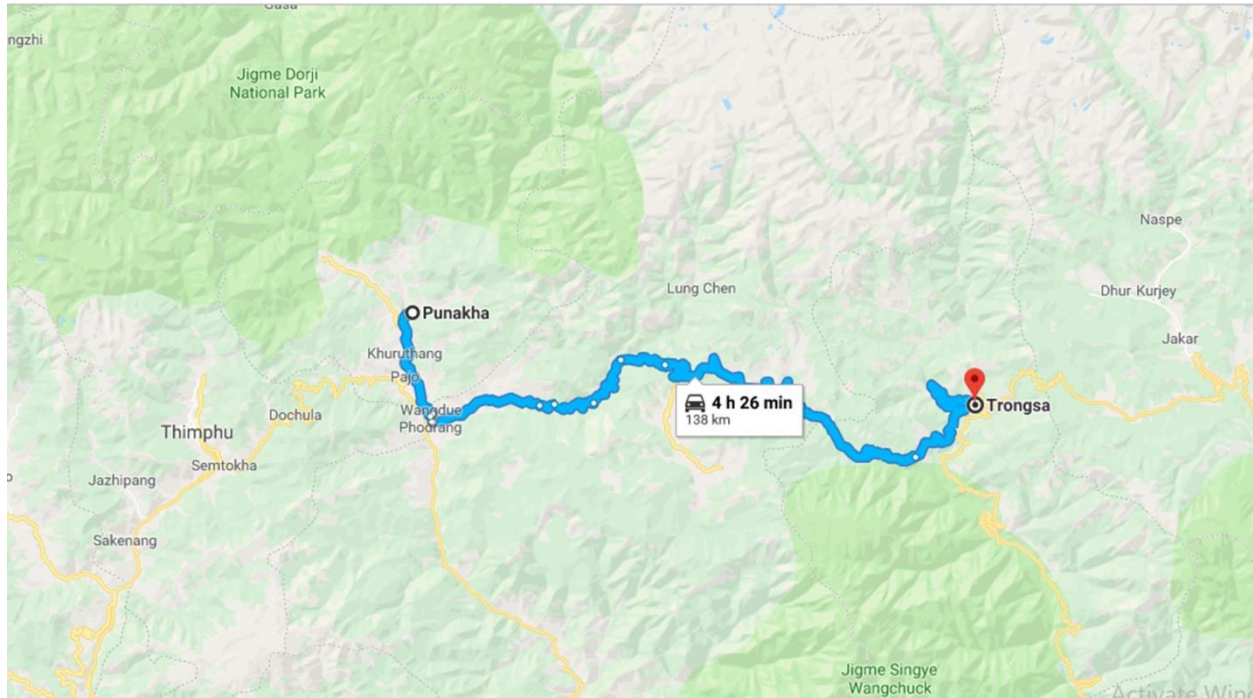 Gasa
ngzhi
Jigme Dorji
National Park
Naspe
Lung Chen
Dhur Kurjey
Punakha
Jakar
Khuruthang
Pajo
4 h 26 min
138 km
Wangdue
Phodrang
Trongsa
Dochula
Thimphu
Semtokha
Jazhipang
Sakenang
Jigme Singye
Wangchuck
Activate Win